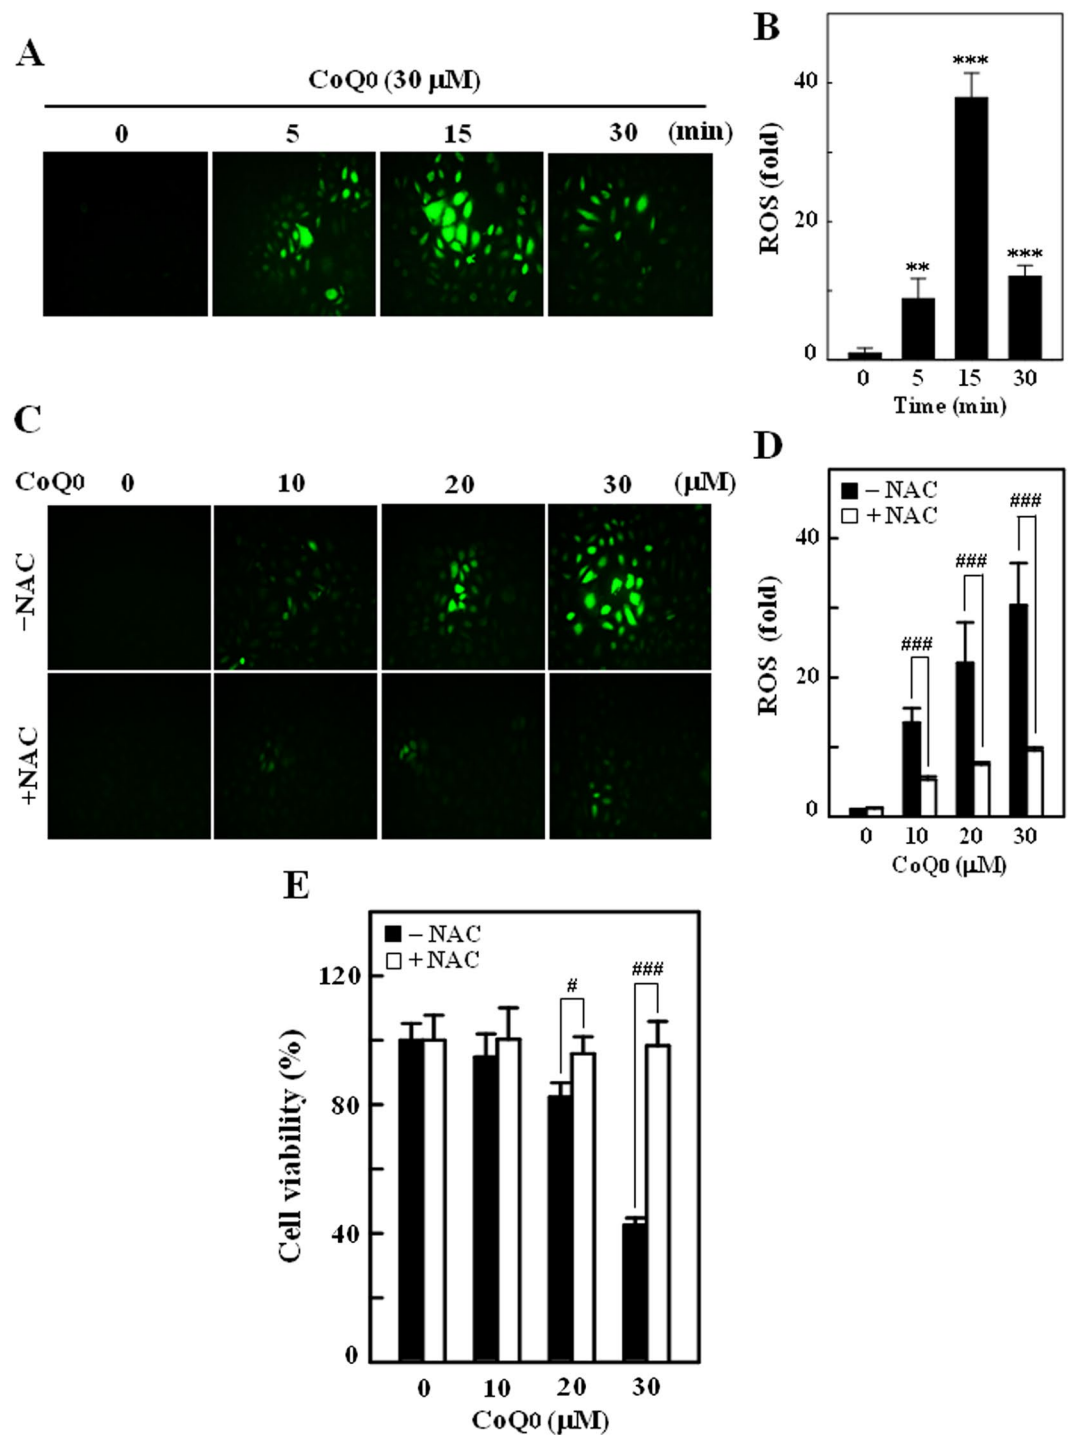 A
CoQ0 (30 μM)
0 5 15 30 (min)
B
ROS (fold)
40
20
0
***
**
***
0 5 15 30
Time (min)
C
CoQ0 0 10 20 30 (μM)
−NAC
+NAC
D
ROS (fold)
− NAC
+ NAC
40
20
0
###
###
###
0 10 20 30
CoQ0 (μM)
E
Cell viability (%)
− NAC
+ NAC
120
80
40
0
#
###
0 10 20 30
CoQ0 (μM)